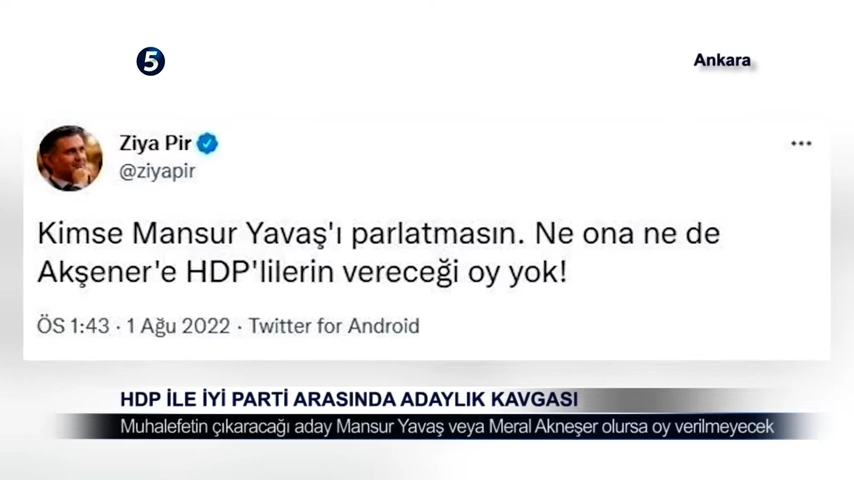 5
Ankara
Ziya Pir
@ziyapir
Kimse Mansur Yavaş'ı parlatmasın. Ne ona ne de
Akşener'e HDP'lilerin vereceği oy yok!
ÖS 1:43 · 1 Ağu 2022 · Twitter for Android
HDP İLE İYİ PARTİ ARASINDA ADAYLIK KAVGASI
Muhalefetin çıkaracağı aday Mansur Yavaş veya Meral Akneşer olursa oy verilmeyecek